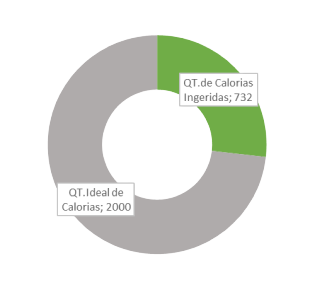 QT.de Calorias
Ingeridas; 732
QT.Ideal de
Calorias; 2000